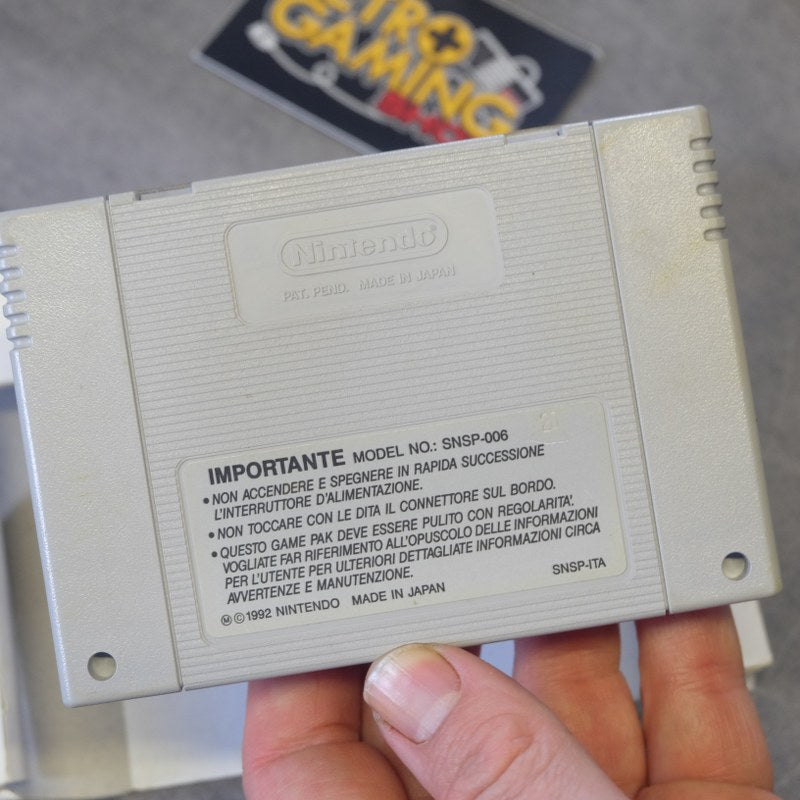 RETRO
GAMING
SHOP
Nintendo
PAT. PEND. MADE IN JAPAN
21
IMPORTANTE MODEL NO.: SNSP-006
• NON ACCENDERE E SPEGNERE IN RAPIDA SUCCESSIONE
L'INTERRUTTORE D'ALIMENTAZIONE.
• NON TOCCARE CON LE DITA IL CONNETTORE SUL BORDO.
• QUESTO GAME PAK DEVE ESSERE PULITO CON REGOLARITA'.
VOGLIATE FAR RIFERIMENTO ALL'OPUSCOLO DELLE INFORMAZIONI
PER L'UTENTE PER ULTERIORI DETTAGLIATE INFORMAZIONI CIRCA
AVVERTENZE E MANUTENZIONE.
SNSP-ITA
Ⓜ © 1992 NINTENDO MADE IN JAPAN